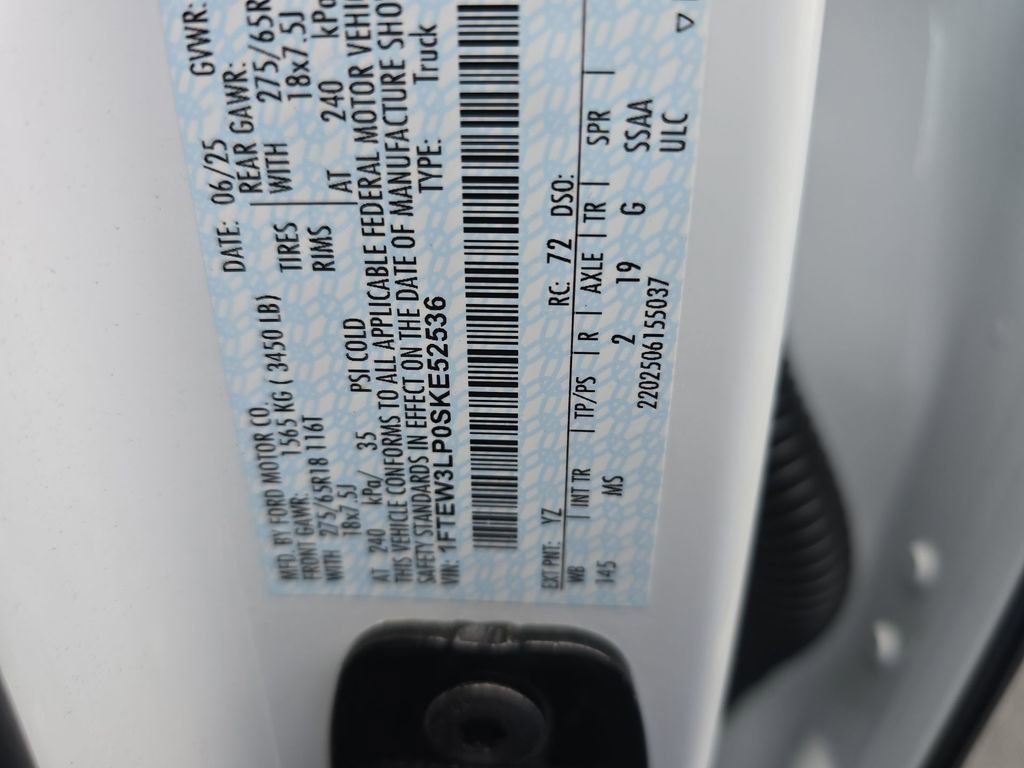 MFD. BY FORD MOTOR CO.
DATE: 06/25 GVWR:
FRONT GAWR: 1565 KG ( 3450 LB)
REAR GAWR:
WITH 275/65R18 116T TIRES WITH 275/65R
18x7.5J RIMS 18x7.5J
AT 240 kPa/ 35 PSI COLD AT 240 kPa
THIS VEHICLE CONFORMS TO ALL APPLICABLE FEDERAL MOTOR VEHI
SAFETY STANDARDS IN EFFECT ON THE DATE OF MANUFACTURE SHO
VIN: 1FTEW3LP0SKE52536 TYPE: Truck
EXT PNT: YZ RC: 72 DSO:
WB INT TR TP/PS R AXLE TR SPR
145 MS 2 19 G SSAA
2202506155037 ULC